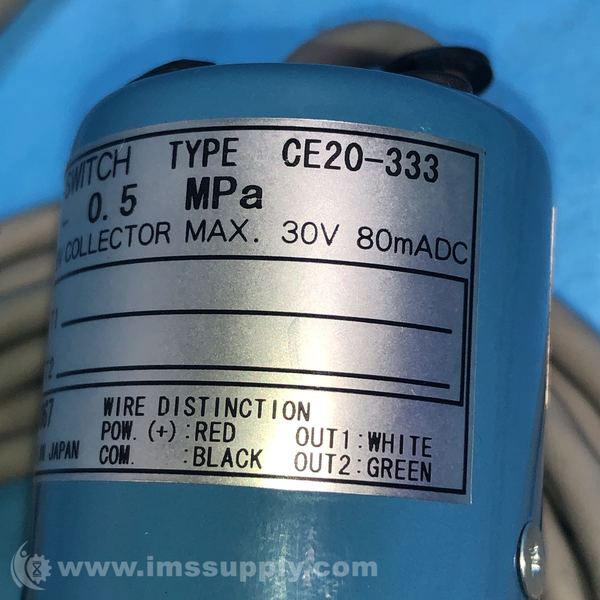 SWITCH TYPE CE20-333
- 0.5 MPa
COLLECTOR MAX. 30V 80mADC
WIRE DISTINCTION
POW. (+) :RED OUT1:WHITE
JAPAN COM. :BLACK OUT2:GREEN
www.imssupply.com